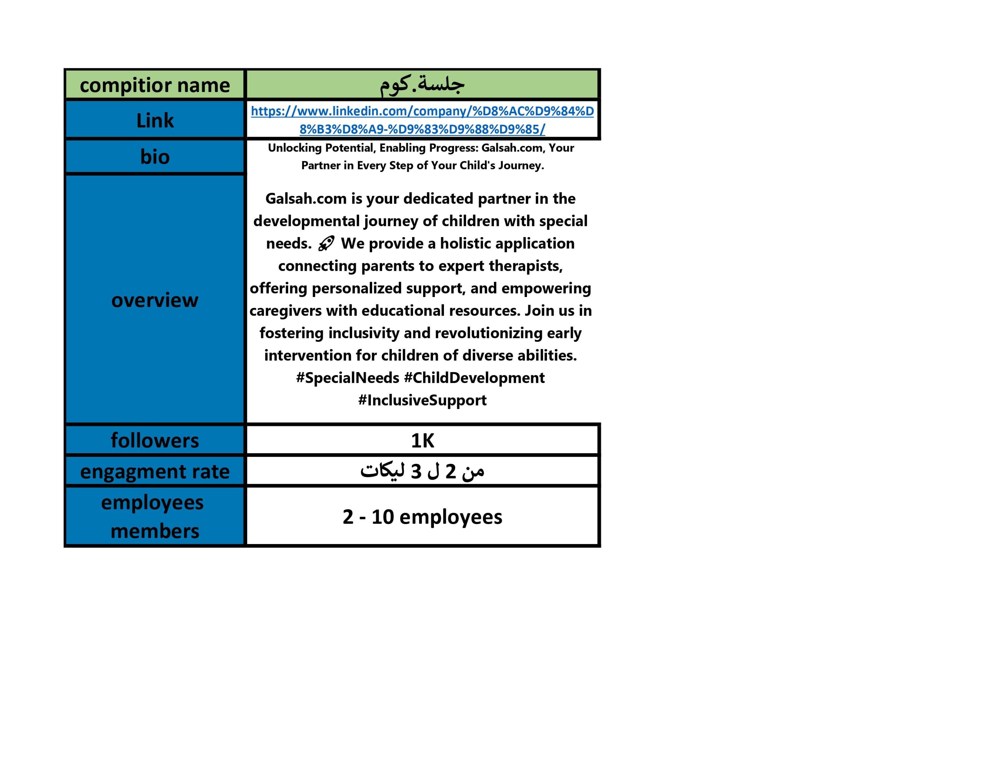 compitior name
جلسة.كوم
Link
https://www.linkedin.com/company/%D8%AC%D9%84%D
8%B3%D8%A9-%D9%83%D9%88%D9%85/
bio
Unlocking Potential, Enabling Progress: Galsah.com, Your
Partner in Every Step of Your Child's Journey.
overview
Galsah.com is your dedicated partner in the
developmental journey of children with special
needs. 🚀 We provide a holistic application
connecting parents to expert therapists,
offering personalized support, and empowering
caregivers with educational resources. Join us in
fostering inclusivity and revolutionizing early
intervention for children of diverse abilities.
#SpecialNeeds #ChildDevelopment
#InclusiveSupport
followers
1K
engagment rate
من 2 ل 3 ليكات
employees
members
2 - 10 employees